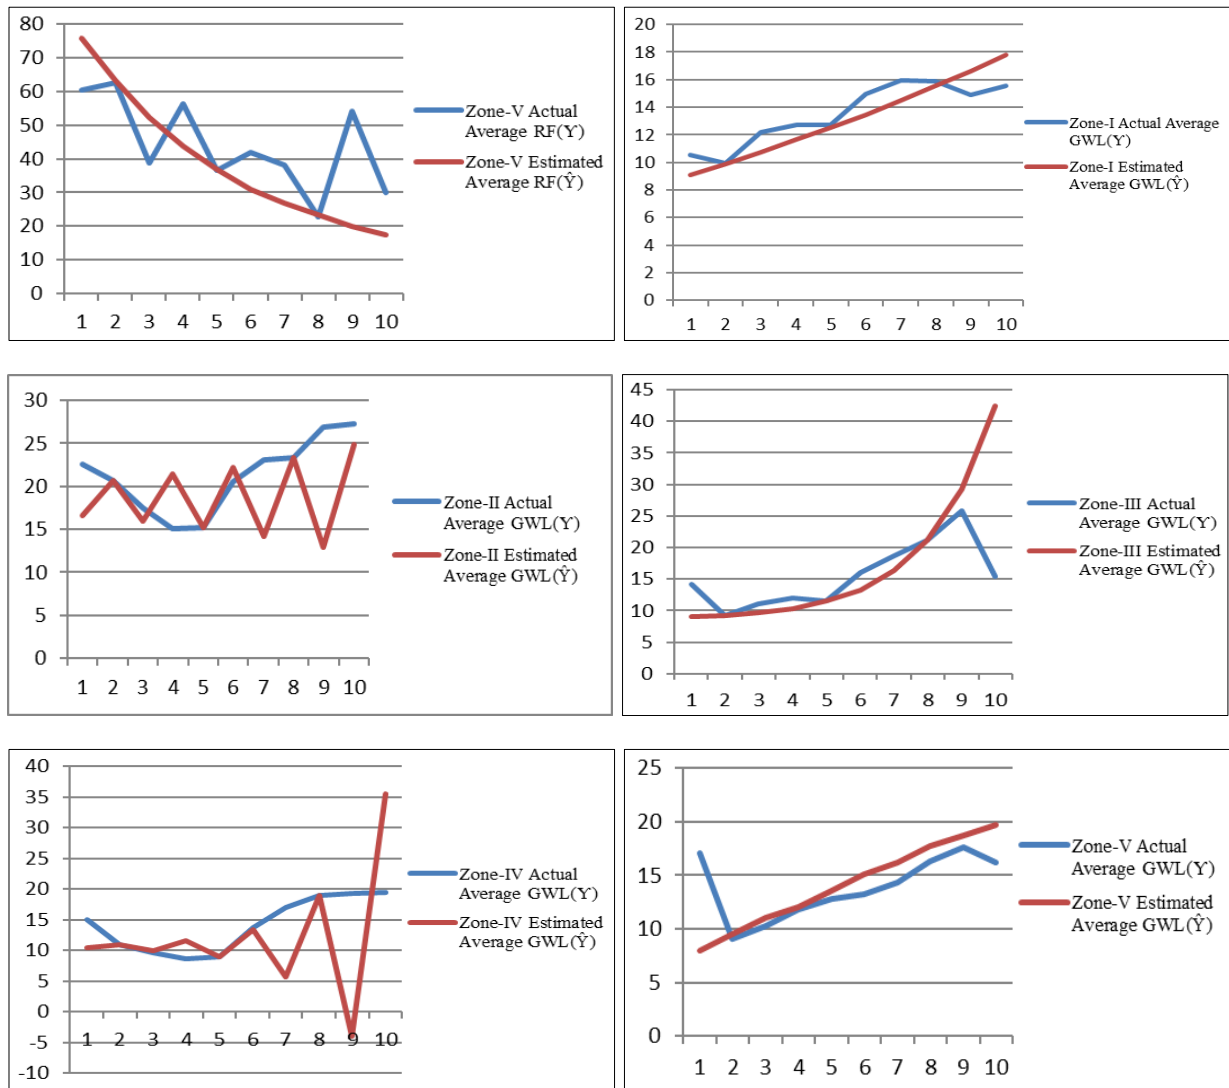 80
70
60
50
40
30
20
10
0
1 2 3 4 5 6 7 8 9 10
Zone-V Actual
Average RF(Y)
Zone-V Estimated
Average RF(Ŷ)
20
18
16
14
12
10
8
6
4
2
0
1 2 3 4 5 6 7 8 9 10
Zone-I Actual Average
GWL(Y)
Zone-I Estimated
Average GWL(Ŷ)
30
25
20
15
10
5
0
1 2 3 4 5 6 7 8 9 10
Zone-II Actual
Average GWL(Y)
Zone-II Estimated
Average GWL(Ŷ)
45
40
35
30
25
20
15
10
5
0
1 2 3 4 5 6 7 8 9 10
Zone-III Actual
Average GWL(Y)
Zone-III Estimated
Average GWL(Ŷ)
40
35
30
25
20
15
10
5
0
-5
-10
1 2 3 4 5 6 7 8 9 10
Zone-IV Actual
Average GWL(Y)
Zone-IV Estimated
Average GWL(Ŷ)
25
20
15
10
5
0
1 2 3 4 5 6 7 8 9 10
Zone-V Actual
Average GWL(Y)
Zone-V Estimated
Average GWL(Ŷ)